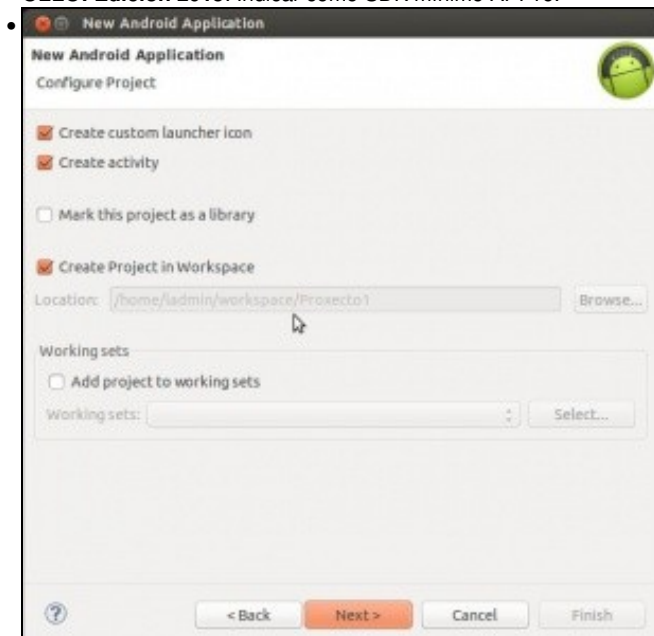 New Android Application
New Android Application
Configure Project
Create custom launcher icon
Create activity
Mark this project as a library
Create Project in Workspace
Location: /home/iadmin/workspace/Proxecto1 Browse...
Working sets
Add project to working sets
Working sets: Select...
< Back Next > Cancel Finish